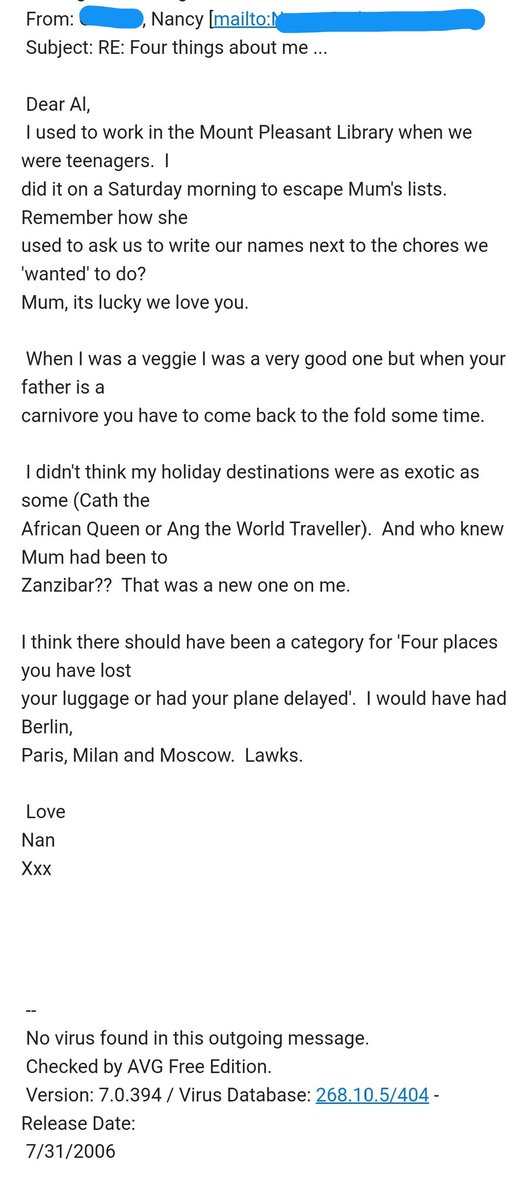 From: , Nancy [mailto:
Subject: RE: Four things about me ...
Dear Al,
I used to work in the Mount Pleasant Library when we
were teenagers.  I
did it on a Saturday morning to escape Mum's lists.
Remember how she
used to ask us to write our names next to the chores we
'wanted' to do?
Mum, its lucky we love you.
When I was a veggie I was a very good one but when your
father is a
carnivore you have to come back to the fold some time.
I didn't think my holiday destinations were as exotic as
some (Cath the
African Queen or Ang the World Traveller).  And who knew
Mum had been to
Zanzibar??  That was a new one on me.
I think there should have been a category for 'Four places
you have lost
your luggage or had your plane delayed'.  I would have had
Berlin,
Paris, Milan and Moscow.  Lawks.
Love
Nan
Xxx
--
No virus found in this outgoing message.
Checked by AVG Free Edition.
Version: 7.0.394 / Virus Database: 268.10.5/404 -
Release Date:
7/31/2006